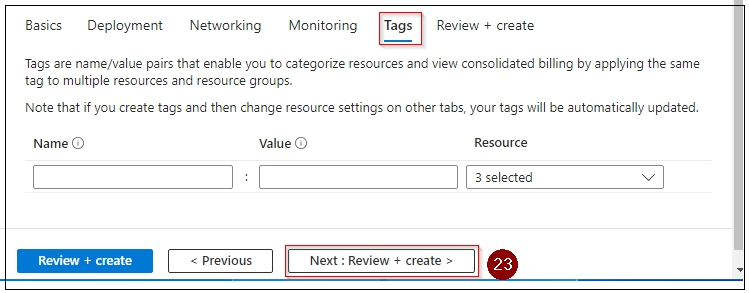 Basics Deployment Networking Monitoring Tags Review + create
Tags are name/value pairs that enable you to categorize resources and view consolidated billing by applying the same
tag to multiple resources and resource groups.
Note that if you create tags and then change resource settings on other tabs, your tags will be automatically updated.
Name Value Resource
: 3 selected
Review + create < Previous Next : Review + create > 23